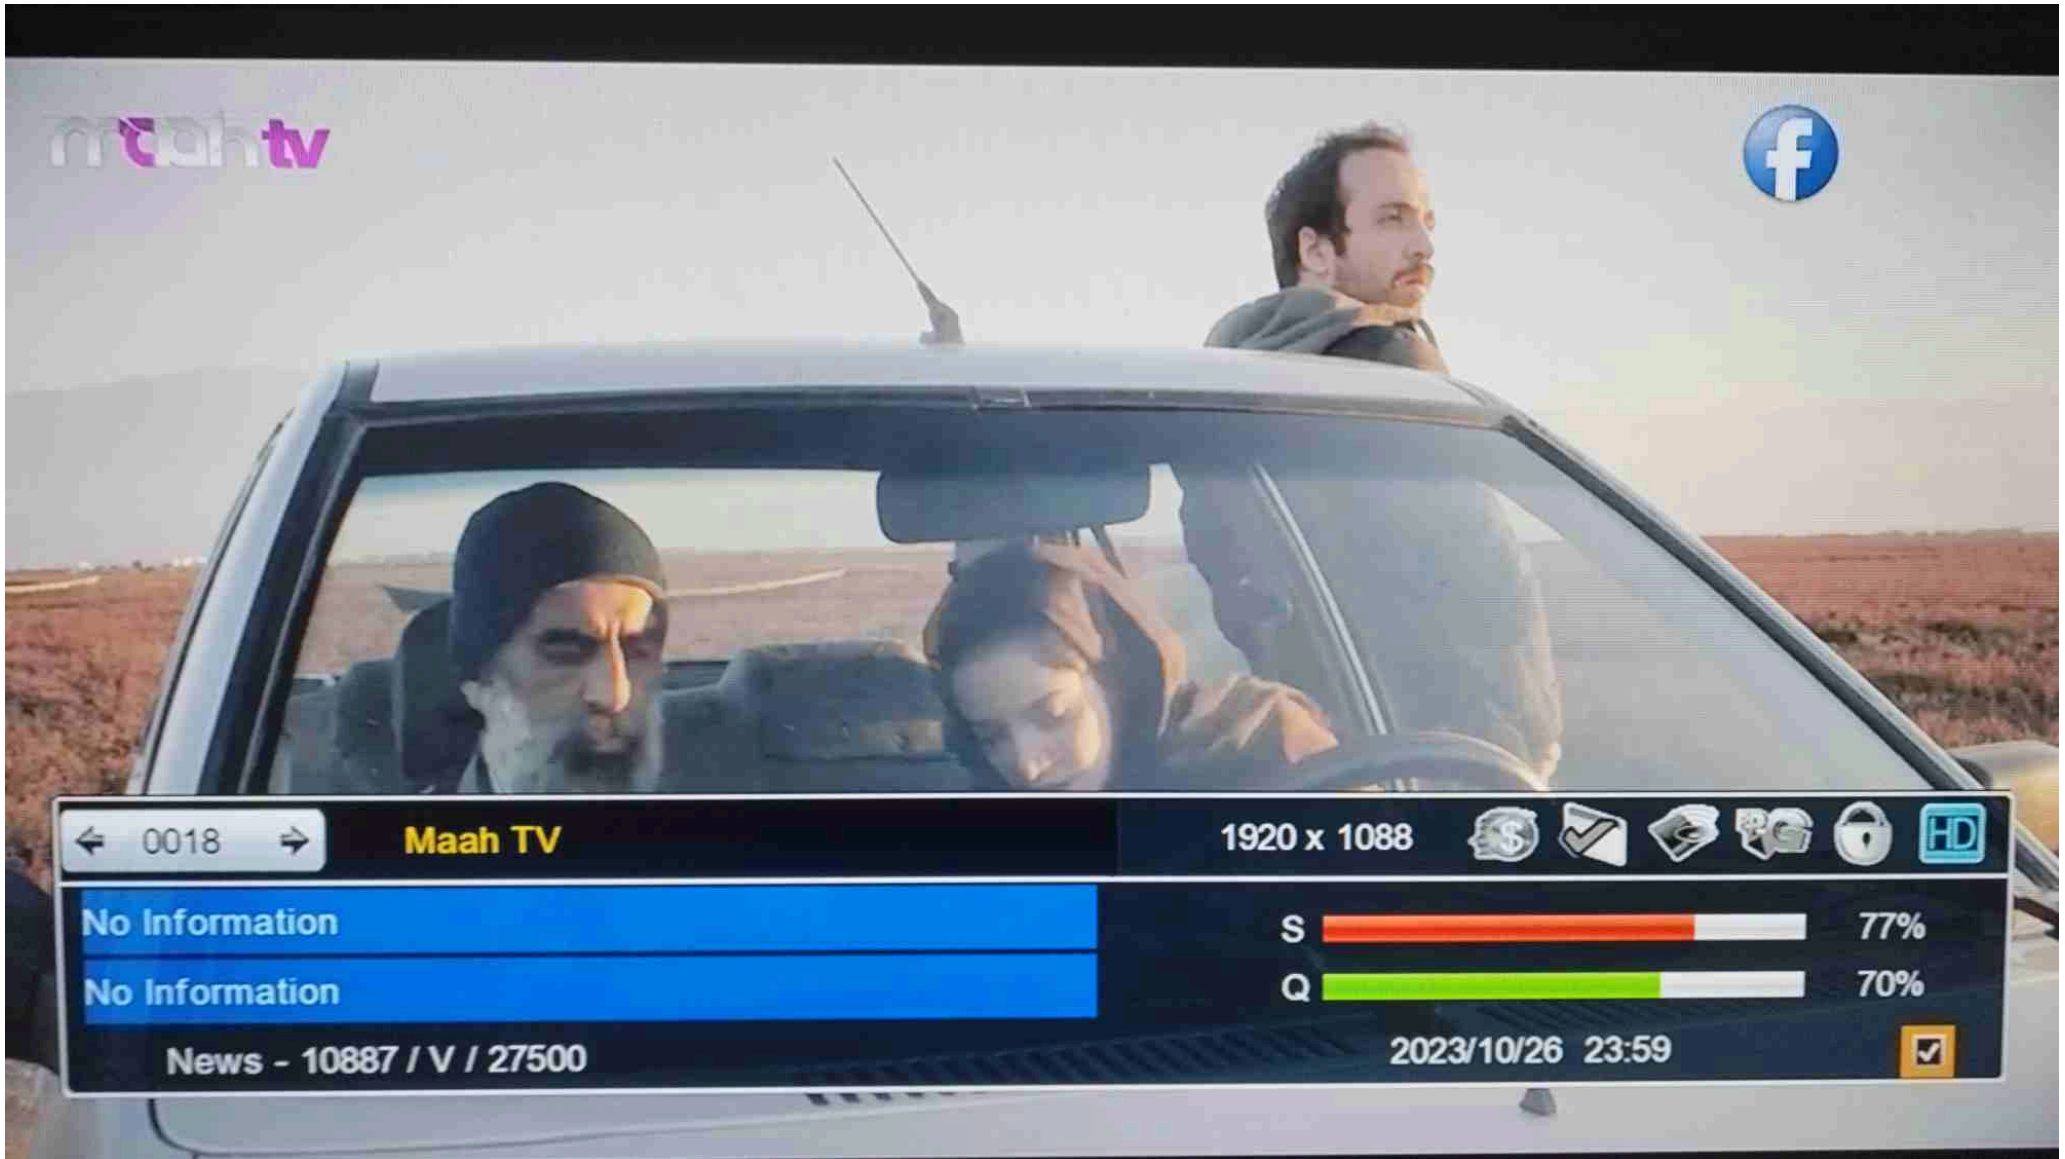 maahtv
f
0018
Maah TV
1920 x 1088
$
HD
No Information
S
77%
No Information
Q
70%
News - 10887 / V / 27500
2023/10/26 23:59